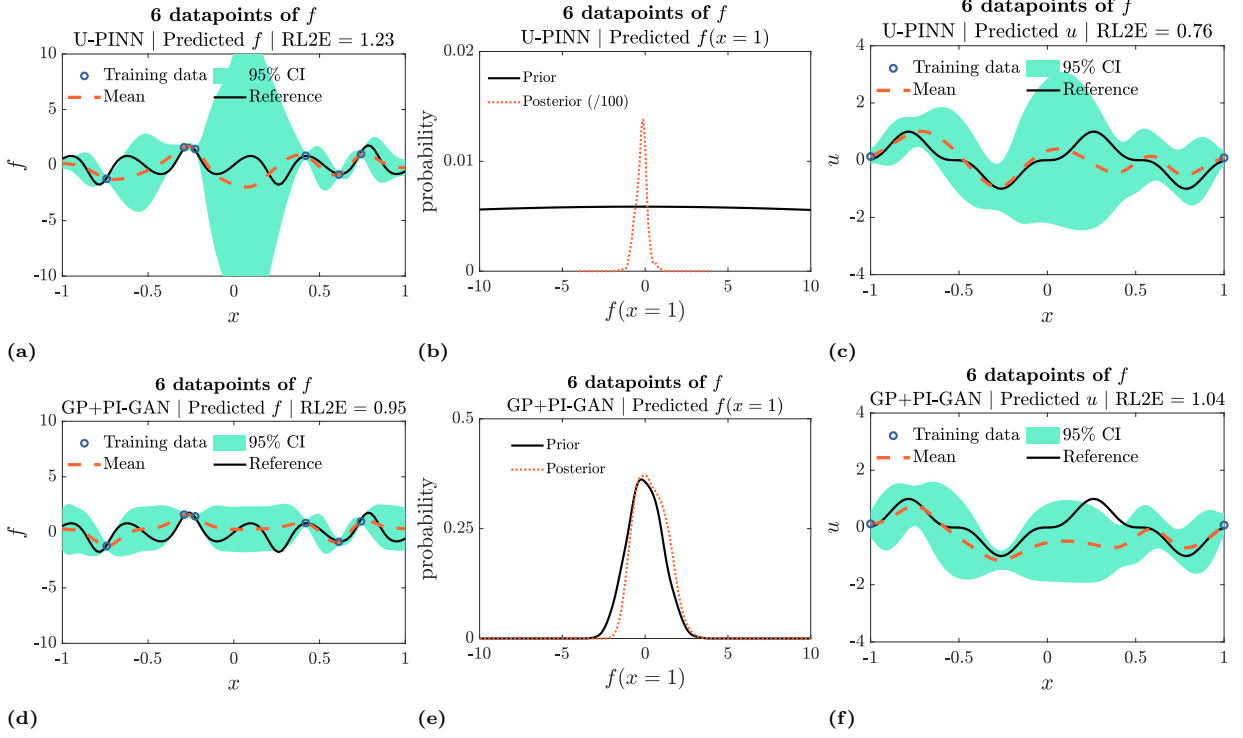 6 datapoints of f
U-PINN | Predicted f | RL2E = 1.23
Training data
95% CI
Mean
Reference
10
5
0
-5
-10
f
-1
-0.5
0
0.5
1
x
(a)
6 datapoints of f
U-PINN | Predicted f(x = 1)
Prior
Posterior (/100)
0.02
0.01
0
probability
-10
-5
0
5
10
f(x = 1)
(b)
6 datapoints of f
U-PINN | Predicted u | RL2E = 0.76
Training data
95% CI
Mean
Reference
4
2
0
-2
-4
u
-1
-0.5
0
0.5
1
x
(c)
6 datapoints of f
GP+PI-GAN | Predicted f | RL2E = 0.95
Training data
95% CI
Mean
Reference
10
5
0
-5
-10
f
-1
-0.5
0
0.5
1
x
(d)
6 datapoints of f
GP+PI-GAN | Predicted f(x = 1)
Prior
Posterior
0.5
0.25
0
probability
-10
-5
0
5
10
f(x = 1)
(e)
6 datapoints of f
GP+PI-GAN | Predicted u | RL2E = 1.04
Training data
95% CI
Mean
Reference
4
2
0
-2
-4
u
-1
-0.5
0
0.5
1
x
(f)